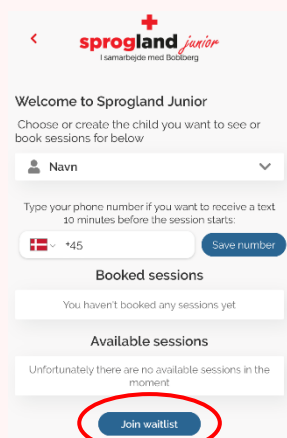 sprogland junior
I samarbejde med Boblberg
Welcome to Sprogland Junior
Choose or create the child you want to see or
book sessions for below
Navn
Type your phone number if you want to receive a text
10 minutes before the session starts:
+45
Save number
Booked sessions
You haven't booked any sessions yet
Available sessions
Unfortunately there are no available sessions in the
moment
Join waitlist